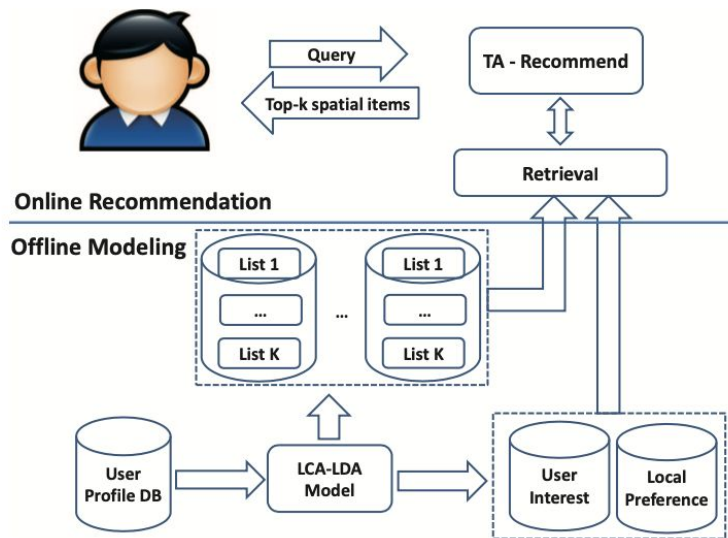 Query
TA - Recommend
Top-k spatial items
Retrieval
Online Recommendation
Offline Modeling
List 1
List 1
...
...
...
List K
List K
User
Profile DB
LCA-LDA
Model
User
Interest
Local
Preference